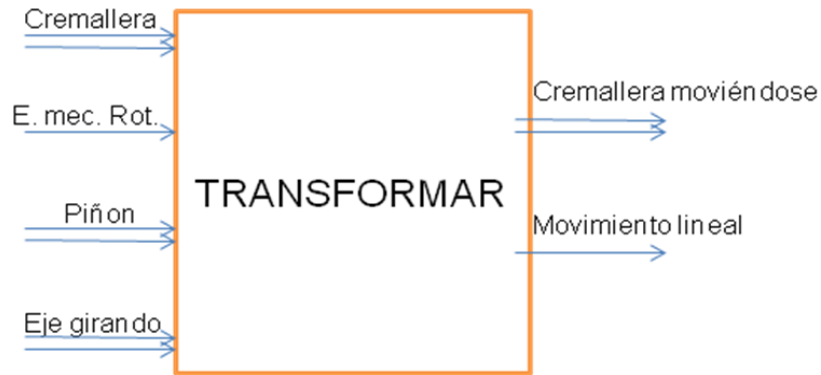 Cremallera
E. mec. Rot.
Piñon
Eje girando
TRANSFORMAR
Cremallera moviéndose
Movimiento lineal